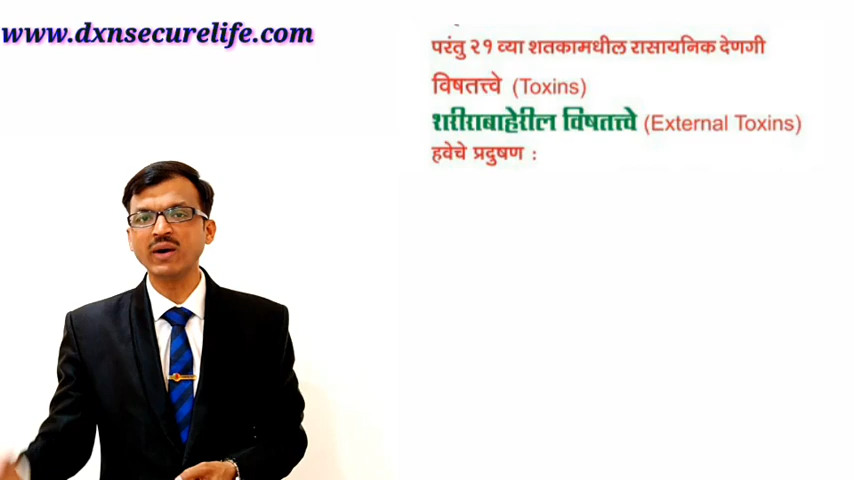 www.dxnsecurelife.com
परंतु २१ व्या शतकामधील रासायनिक देणगी
विषतत्त्वे (Toxins)
शरीराबाहेरील विषतत्त्वे (External Toxins)
हवेचे प्रदुषण :